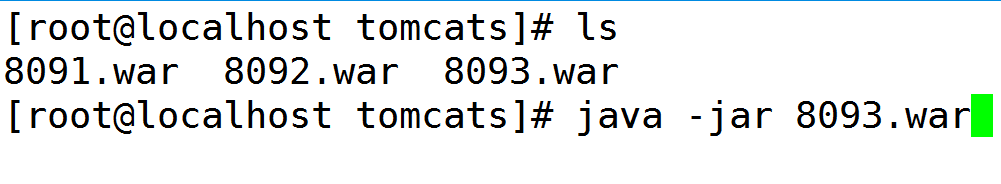 [root@localhost tomcats]# ls
8091.war  8092.war  8093.war
[root@localhost tomcats]# java -jar 8093.war